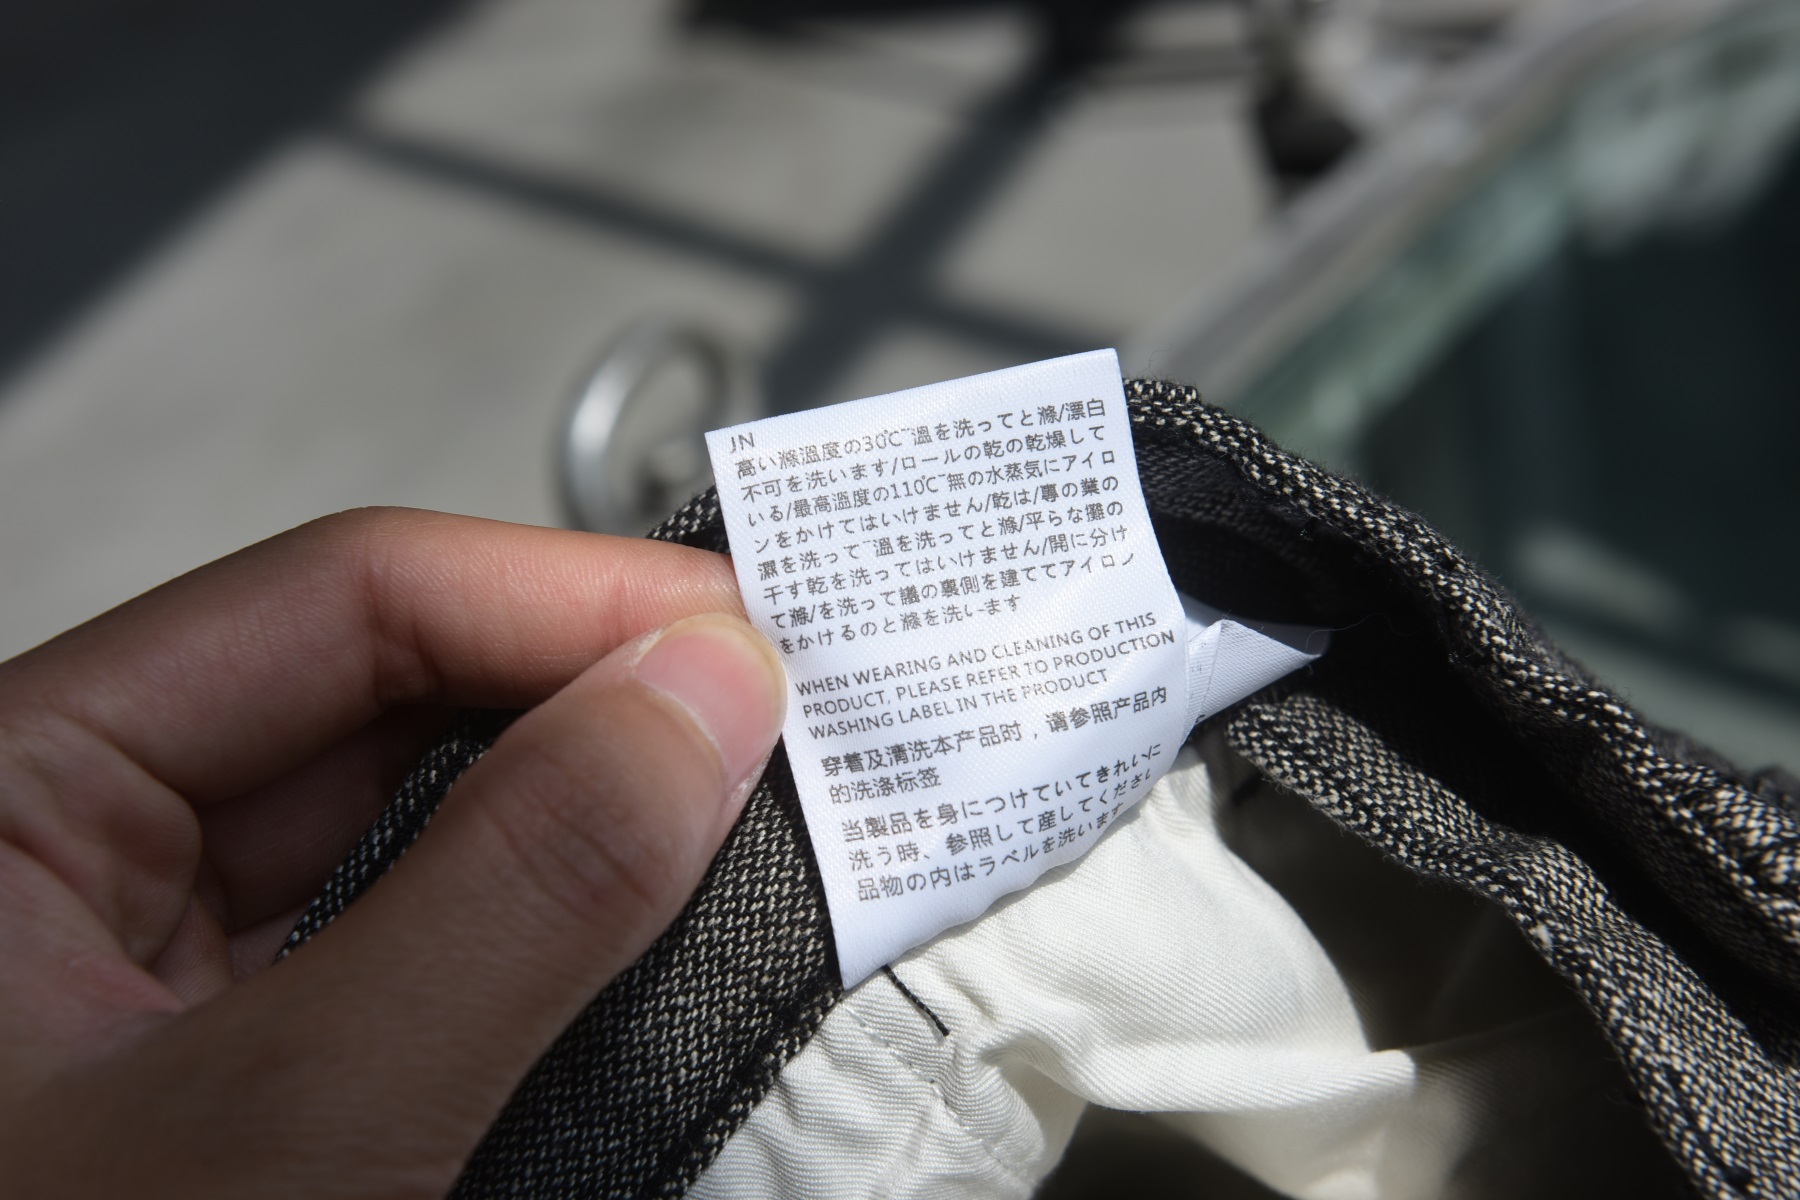 JN
高い滌溫度の30℃¯溫を洗ってと滌/漂白
不可を洗います/ロールの乾の乾燥して
いる/最高溫度の110℃¯無の水蒸気にアイロ
ンをかけてはいけません/乾は/専の業の
濕を洗って¯溫を洗ってと滌/平らな攤の
干す乾を洗ってはいけません/開に分け
て滌/を洗って議の裏側を建ててアイロン
をかけるのと滌を洗います
WHEN WEARING AND CLEANING OF THIS
PRODUCT, PLEASE REFER TO PRODUCTION
WASHING LABEL IN THE PRODUCT
穿着及清洗本产品时，请参照产品内
的洗涤标签
当製品を身につけていてきれいに
洗う時、参照して産してください
品物の内はラベルを洗います